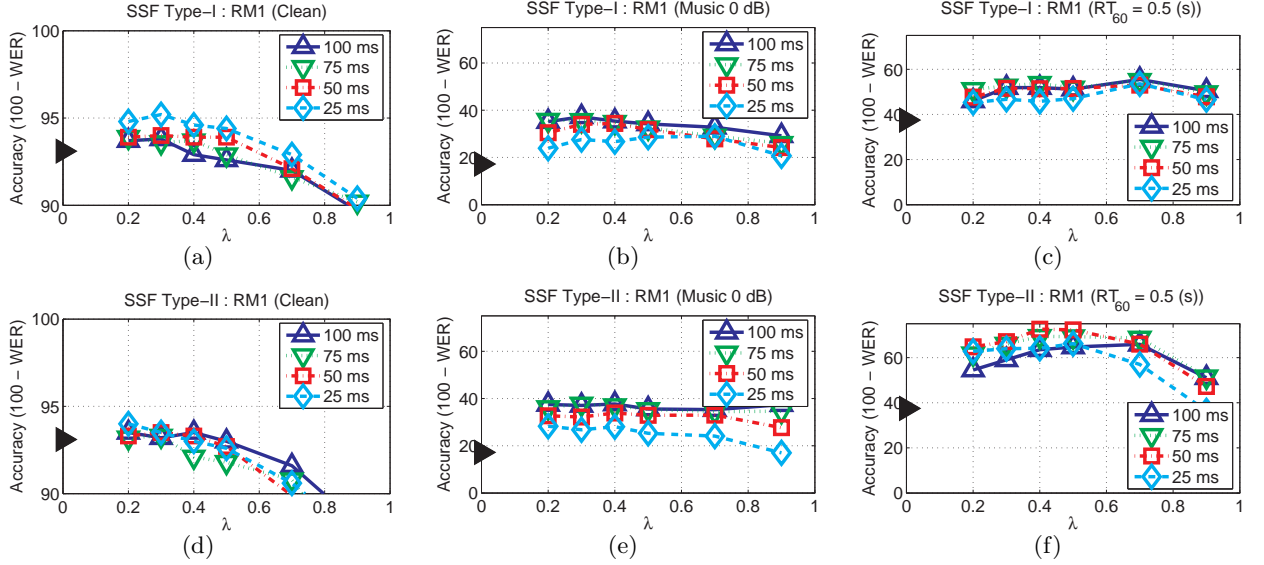 SSF Type−I : RM1 (Clean)
100
95
90
0
0.2
0.4
0.6
0.8
1
λ
Accuracy (100 − WER)
100 ms
75 ms
50 ms
25 ms
(a)
SSF Type−I : RM1 (Music 0 dB)
60
40
20
0
0
0.2
0.4
0.6
0.8
1
λ
Accuracy (100 − WER)
100 ms
75 ms
50 ms
25 ms
(b)
SSF Type−I : RM1 (RT60 = 0.5 (s))
60
40
20
0
0
0.2
0.4
0.6
0.8
1
λ
Accuracy (100 − WER)
100 ms
75 ms
50 ms
25 ms
(c)
SSF Type−II : RM1 (Clean)
100
95
90
0
0.2
0.4
0.6
0.8
1
λ
Accuracy (100 − WER)
100 ms
75 ms
50 ms
25 ms
(d)
SSF Type−II : RM1 (Music 0 dB)
60
40
20
0
0
0.2
0.4
0.6
0.8
1
λ
Accuracy (100 − WER)
100 ms
75 ms
50 ms
25 ms
(e)
SSF Type−II : RM1 (RT60 = 0.5 (s))
60
40
20
0
0
0.2
0.4
0.6
0.8
1
λ
Accuracy (100 − WER)
100 ms
75 ms
50 ms
25 ms
(f)